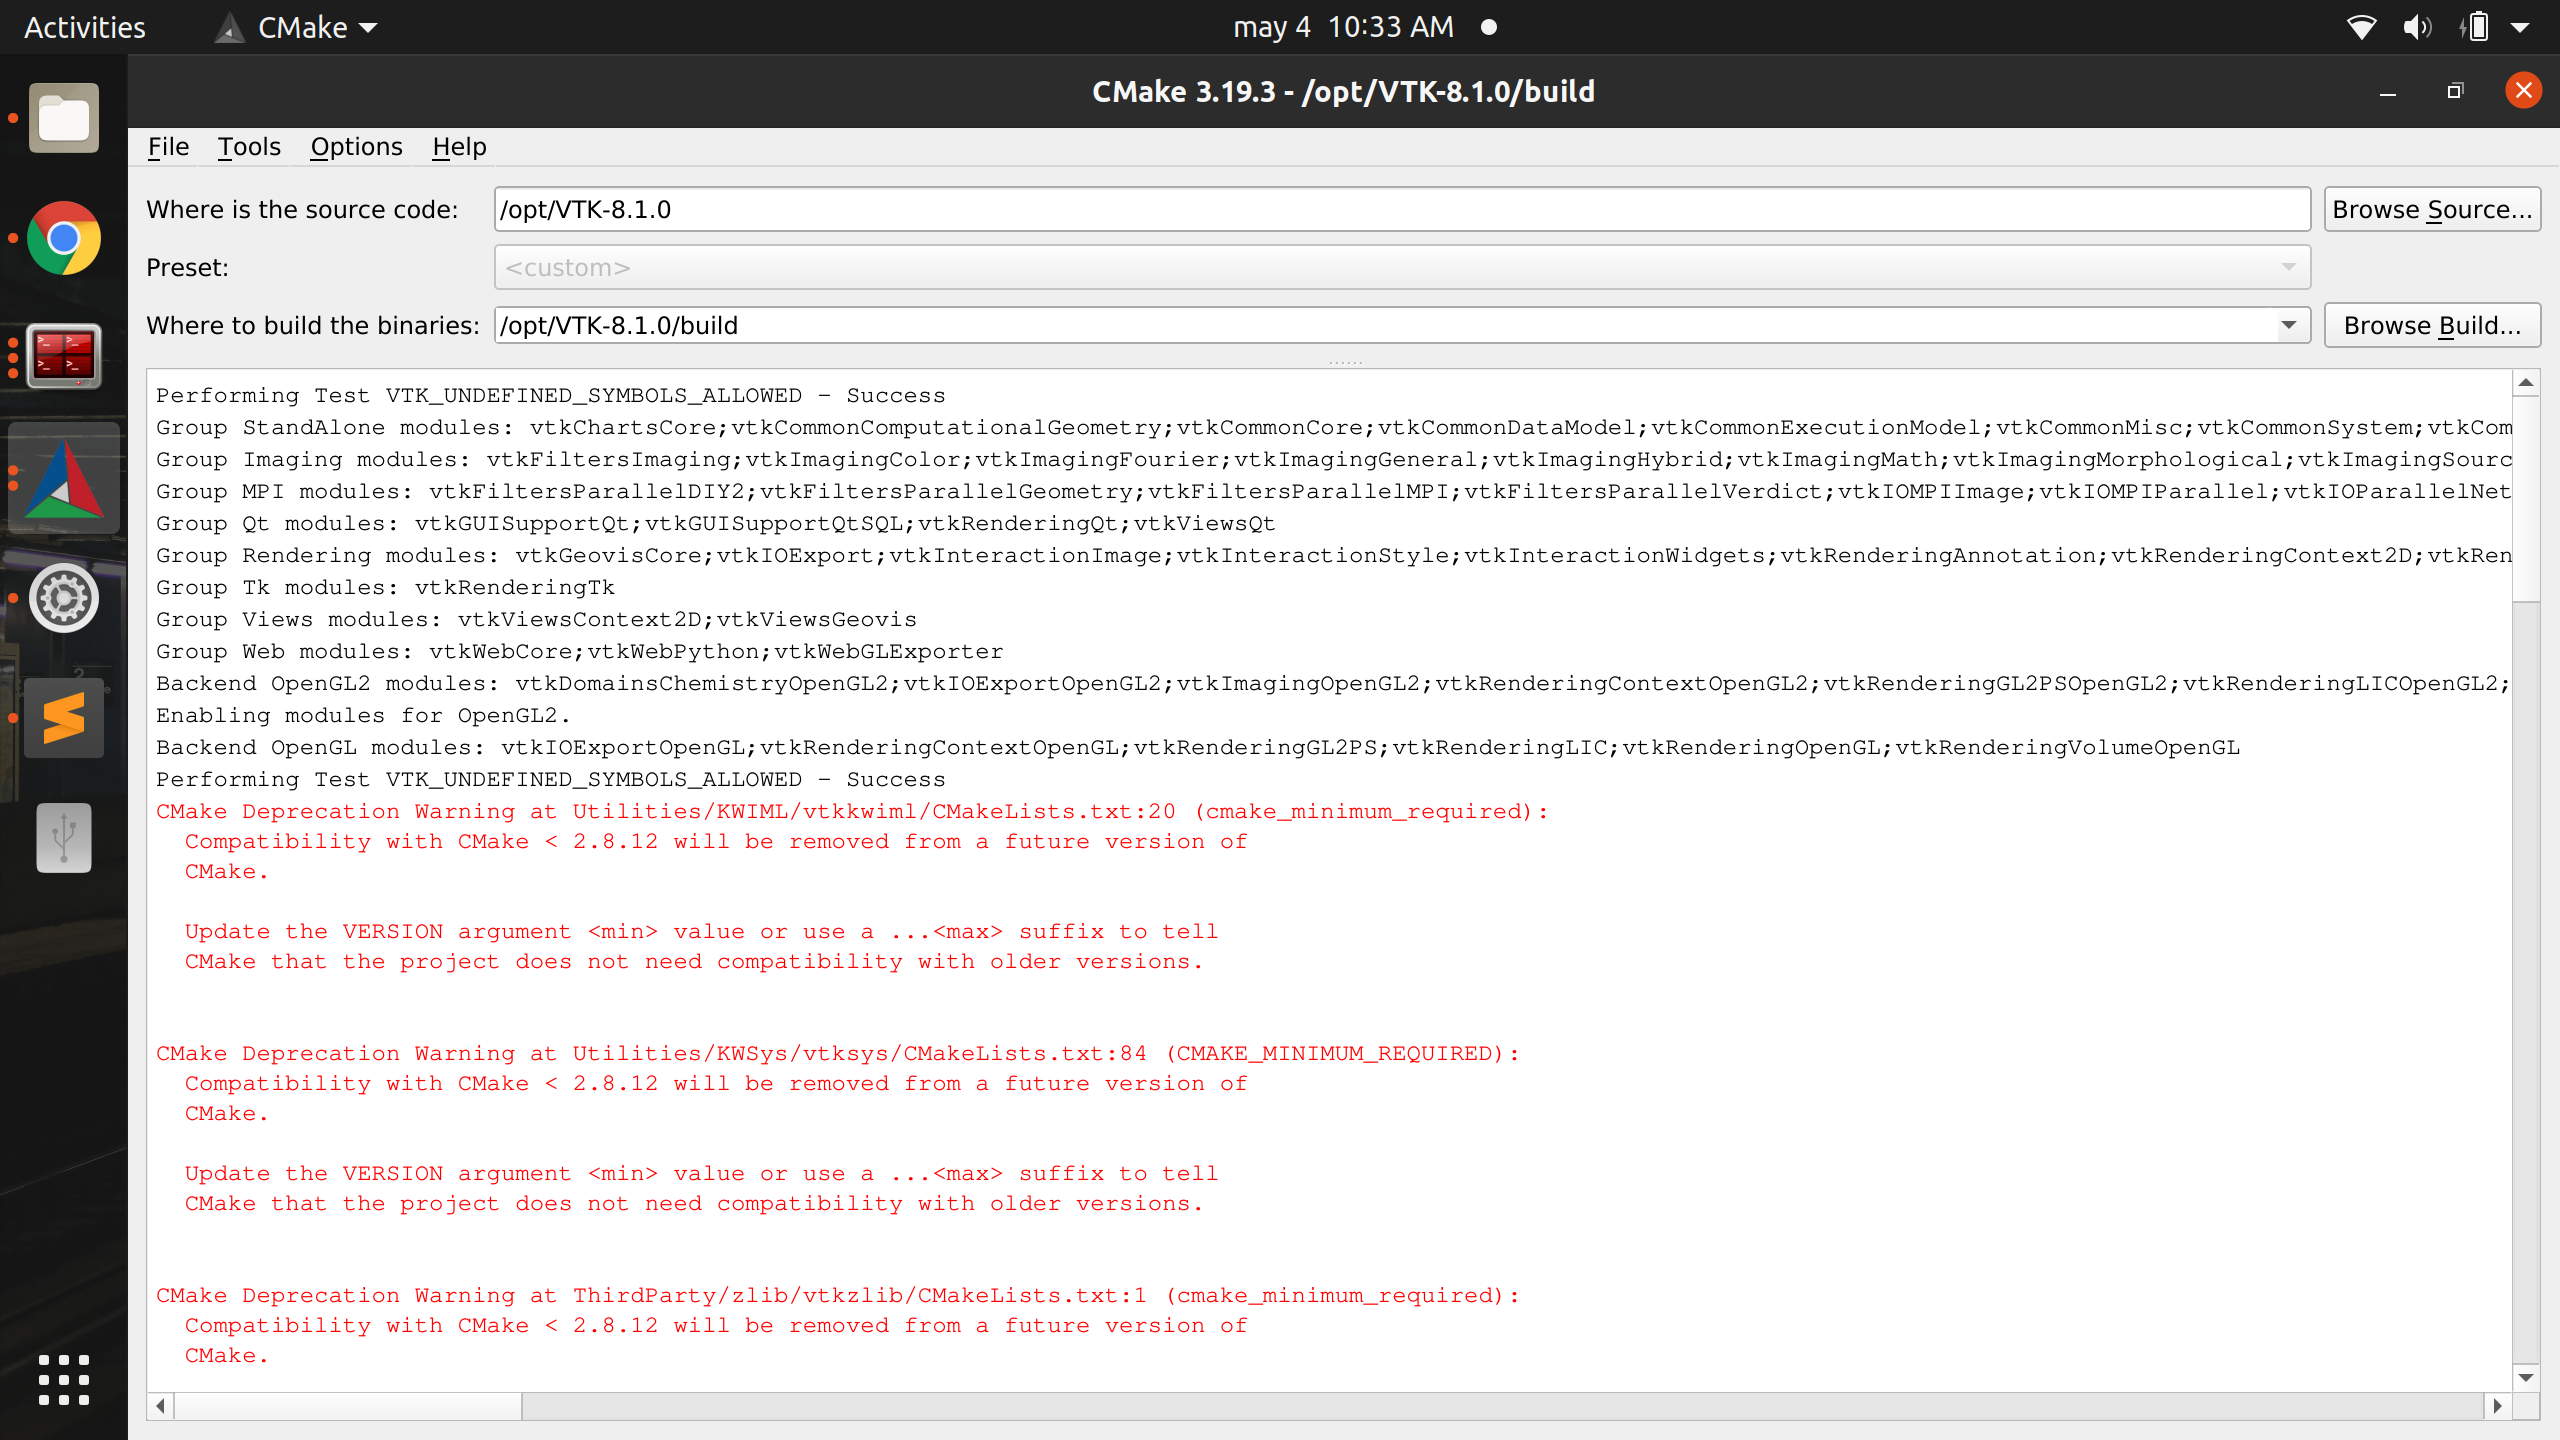 Activities CMake may 4 10:33 AM
CMake 3.19.3 - /opt/VTK-8.1.0/build
File Tools Options Help
Where is the source code: /opt/VTK-8.1.0 Browse Source...
Preset: <custom>
Where to build the binaries: /opt/VTK-8.1.0/build Browse Build...
Performing Test VTK_UNDEFINED_SYMBOLS_ALLOWED - Success
Group StandAlone modules: vtkChartsCore;vtkCommonComputationalGeometry;vtkCommonCore;vtkCommonDataModel;vtkCommonExecutionModel;vtkCommonMisc;vtkCommonSystem;vtkCom
Group Imaging modules: vtkFiltersImaging;vtkImagingColor;vtkImagingFourier;vtkImagingGeneral;vtkImagingHybrid;vtkImagingMath;vtkImagingMorphological;vtkImagingSourc
Group MPI modules: vtkFiltersParallelDIY2;vtkFiltersParallelGeometry;vtkFiltersParallelMPI;vtkFiltersParallelVerdict;vtkIOMPIImage;vtkIOMPIParallel;vtkIOParallelNet
Group Qt modules: vtkGUISupportQt;vtkGUISupportQtSQL;vtkRenderingQt;vtkViewsQt
Group Rendering modules: vtkGeovisCore;vtkIOExport;vtkInteractionImage;vtkInteractionStyle;vtkInteractionWidgets;vtkRenderingAnnotation;vtkRenderingContext2D;vtkRen
Group Tk modules: vtkRenderingTk
Group Views modules: vtkViewsContext2D;vtkViewsGeovis
Group Web modules: vtkWebCore;vtkWebPython;vtkWebGLExporter
Backend OpenGL2 modules: vtkDomainsChemistryOpenGL2;vtkIOExportOpenGL2;vtkImagingOpenGL2;vtkRenderingContextOpenGL2;vtkRenderingGL2PSOpenGL2;vtkRenderingLICOpenGL2;
Enabling modules for OpenGL2.
Backend OpenGL modules: vtkIOExportOpenGL;vtkRenderingContextOpenGL;vtkRenderingGL2PS;vtkRenderingLIC;vtkRenderingOpenGL;vtkRenderingVolumeOpenGL
Performing Test VTK_UNDEFINED_SYMBOLS_ALLOWED - Success
CMake Deprecation Warning at Utilities/KWIML/vtkkwiml/CMakeLists.txt:20 (cmake_minimum_required):
Compatibility with CMake < 2.8.12 will be removed from a future version of
CMake.
Update the VERSION argument <min> value or use a ...<max> suffix to tell
CMake that the project does not need compatibility with older versions.
CMake Deprecation Warning at Utilities/KWSys/vtksys/CMakeLists.txt:84 (CMAKE_MINIMUM_REQUIRED):
Compatibility with CMake < 2.8.12 will be removed from a future version of
CMake.
Update the VERSION argument <min> value or use a ...<max> suffix to tell
CMake that the project does not need compatibility with older versions.
CMake Deprecation Warning at ThirdParty/zlib/vtkzlib/CMakeLists.txt:1 (cmake_minimum_required):
Compatibility with CMake < 2.8.12 will be removed from a future version of
CMake.